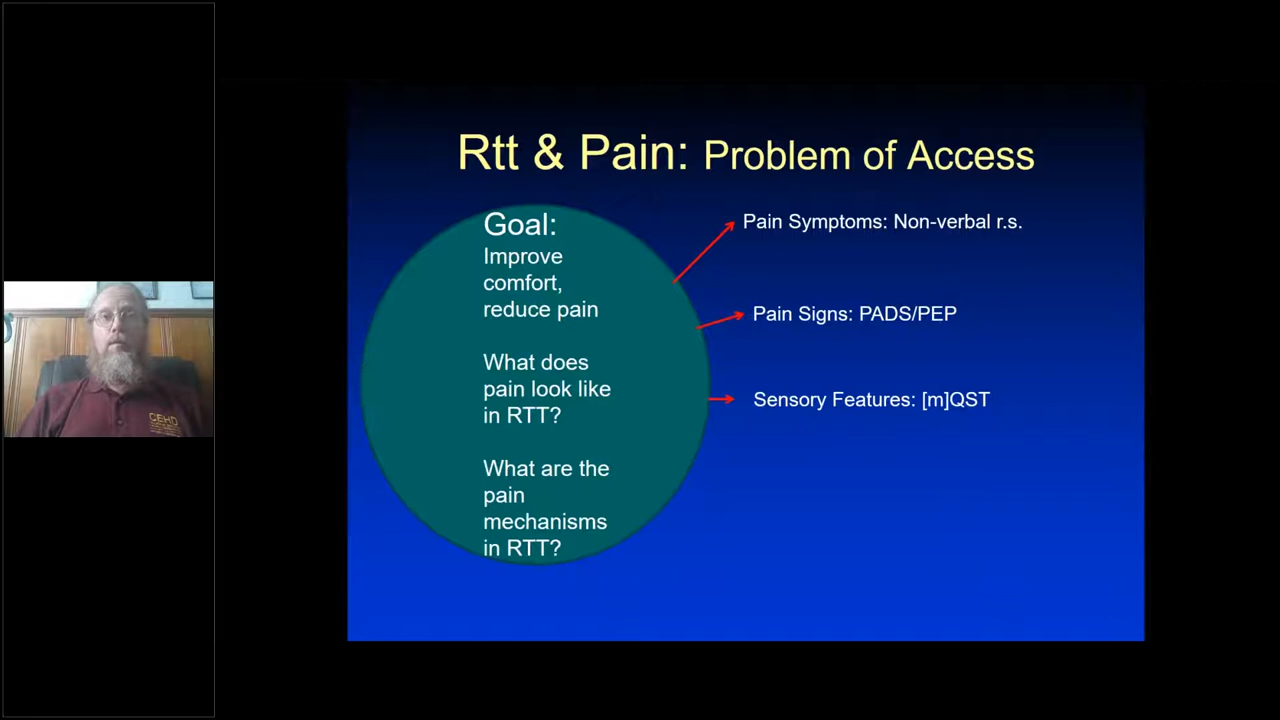 Rtt & Pain: Problem of Access
Goal:
Improve
comfort,
reduce pain
What does
pain look like
in RTT?
What are the
pain
mechanisms
in RTT?
Pain Symptoms: Non-verbal r.s.
Pain Signs: PADS/PEP
Sensory Features: [m]QST
CEHD